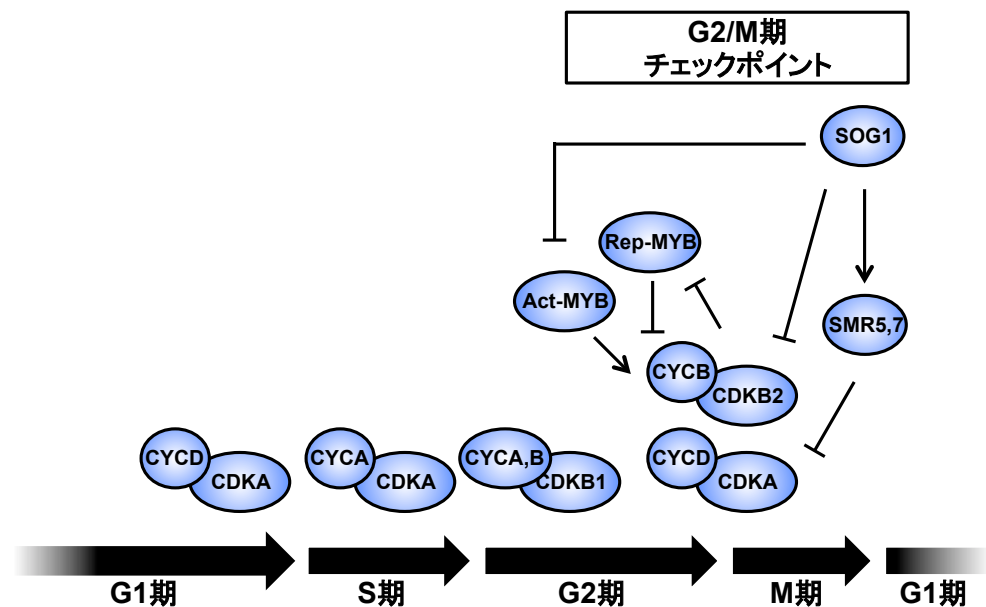 G2/M期
チェックポイント
SOG1
Rep-MYB
Act-MYB
SMR5,7
CYCB
CDKB2
CYCD
CDKA
CYCA
CDKA
CYCA,B
CDKB1
CYCD
CDKA
G1期
S期
G2期
M期
G1期